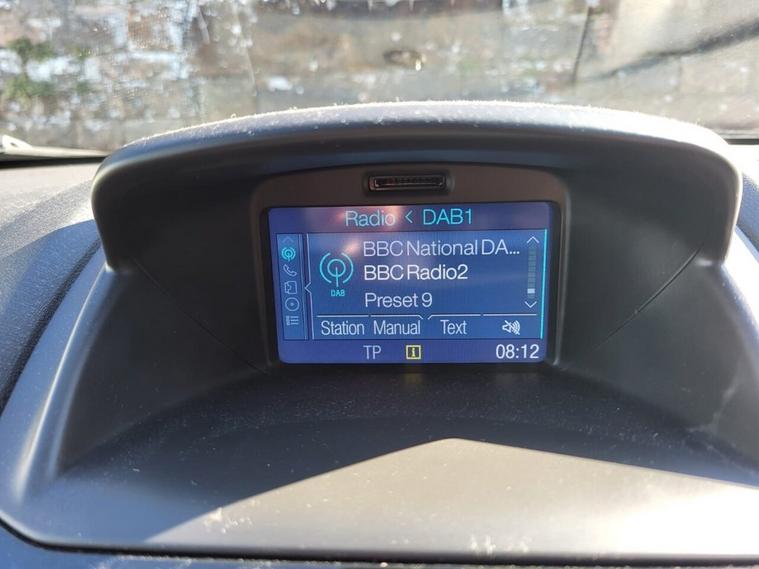 Radio < DAB1
BBC National DA...
BBC Radio2
DAB
Preset 9
Station Manual Text
TP i 08:12